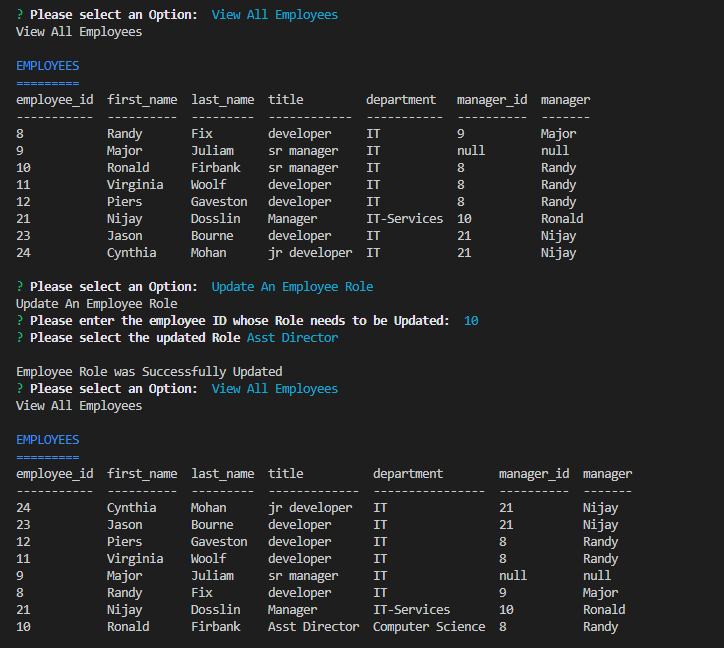 ? Please select an Option:  View All Employees
View All Employees

EMPLOYEES
=========
employee_id  first_name  last_name  title         department   manager_id  manager
-----------  ----------  ---------  ------------  -----------  ----------  -------
8            Randy       Fix        developer     IT           9           Major
9            Major       Juliam     sr manager    IT           null        null
10           Ronald      Firbank    sr manager    IT           8           Randy
11           Virginia    Woolf      developer     IT           8           Randy
12           Piers       Gaveston   developer     IT           8           Randy
21           Nijay       Dosslin    Manager       IT-Services  10          Ronald
23           Jason       Bourne     developer     IT           21          Nijay
24           Cynthia     Mohan      jr developer  IT           21          Nijay

? Please select an Option:  Update An Employee Role
Update An Employee Role
? Please enter the employee ID whose Role needs to be Updated:  10
? Please select the updated Role Asst Director

Employee Role was Successfully Updated
? Please select an Option:  View All Employees
View All Employees

EMPLOYEES
=========
employee_id  first_name  last_name  title          department        manager_id  manager
-----------  ----------  ---------  -------------  ----------------  ----------  -------
24           Cynthia     Mohan      jr developer   IT                21          Nijay
23           Jason       Bourne     developer      IT                21          Nijay
12           Piers       Gaveston   developer      IT                8           Randy
11           Virginia    Woolf      developer      IT                8           Randy
9            Major       Juliam     sr manager     IT                null        null
8            Randy       Fix        developer      IT                9           Major
21           Nijay       Dosslin    Manager        IT-Services       10          Ronald
10           Ronald      Firbank    Asst Director  Computer Science  8           Randy